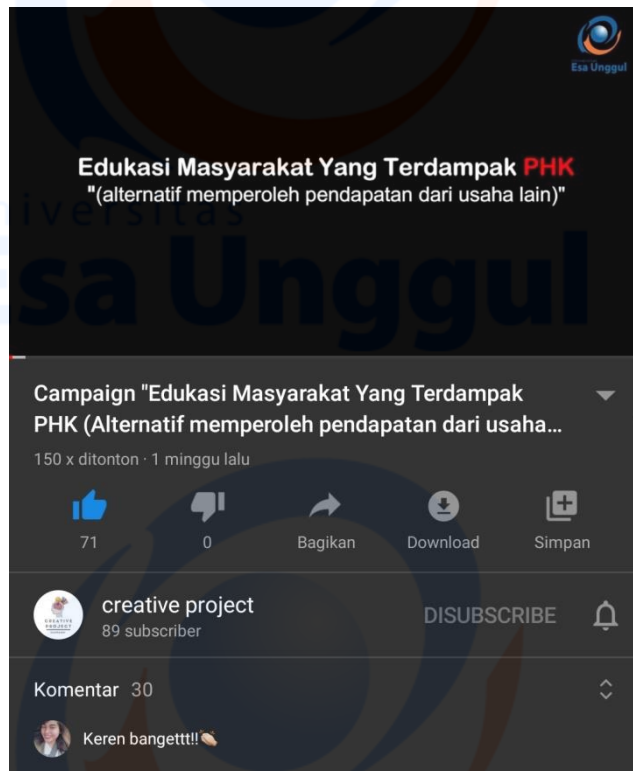 Esa Unggul
Edukasi Masyarakat Yang Terdampak PHK
"(alternatif memperoleh pendapatan dari usaha lain)"
Universitas
Esa Unggul
Campaign "Edukasi Masyarakat Yang Terdampak
PHK (Alternatif memperoleh pendapatan dari usaha...
150 x ditonton · 1 minggu lalu
71
0
Bagikan
Download
Simpan
CREATIVE
PROJECT
creative project
89 subscriber
DISUBSCRIBE
Komentar 30
Keren bangettt!!👏